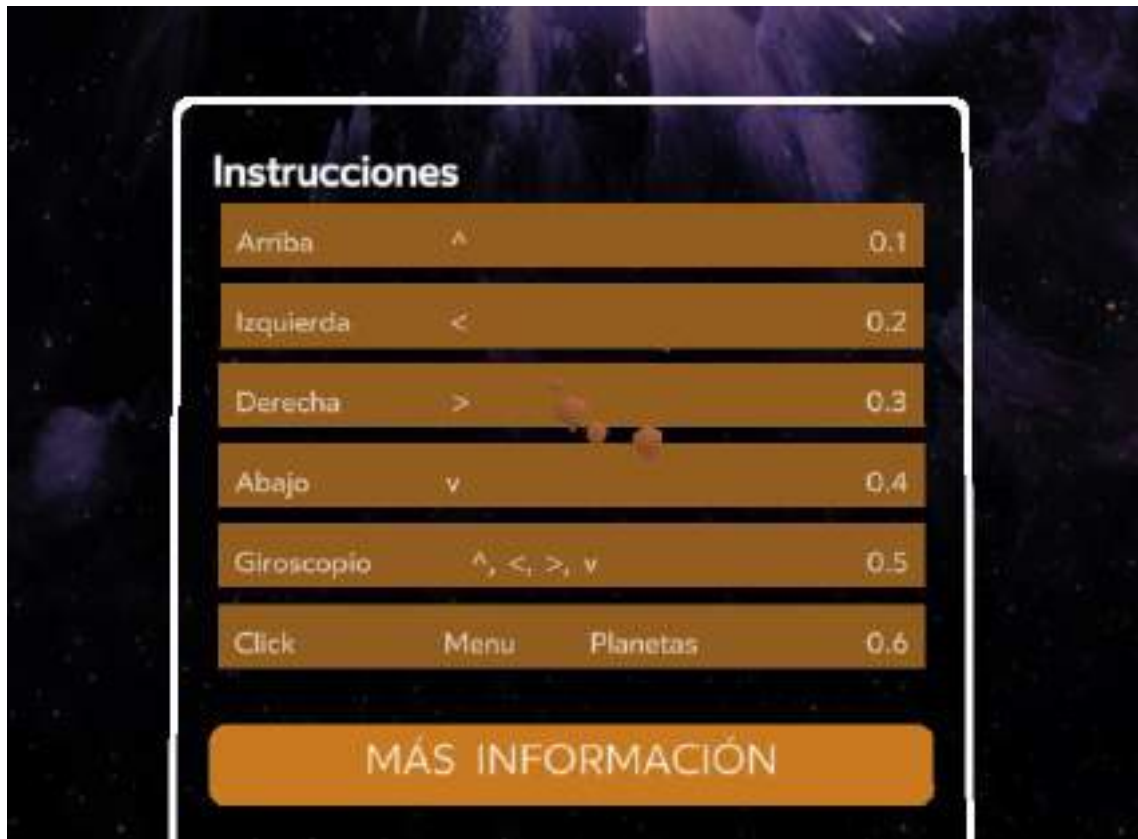 Instrucciones
Arriba ^ 0.1
Izquierda < 0.2
Derecha > 0.3
Abajo v 0.4
Giroscopio ^, <, >, v 0.5
Click Menu Planetas 0.6
MÁS INFORMACIÓN